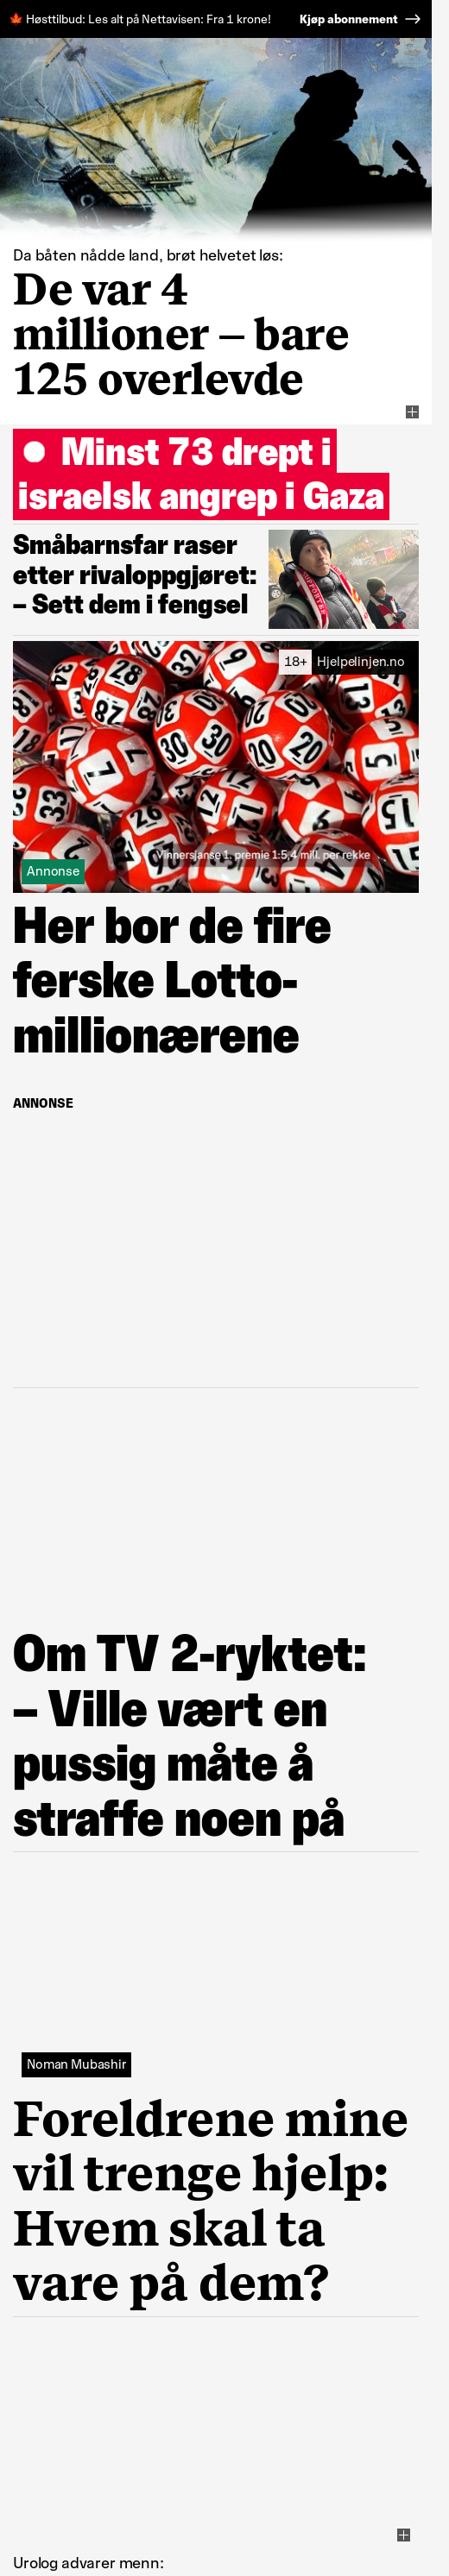 🍁 Høsttilbud: Les alt på Nettavisen: Fra 1 krone! Kjøp abonnement →
Da båten nådde land, brøt helvetet løs:
De var 4
millioner – bare
125 overlevde
Minst 73 drept i
israelsk angrep i Gaza
Småbarnsfar raser
etter rivaloppgjøret:
– Sett dem i fengsel
18+ Hjelpelinjen.no
Vinnersjanse 1. premie 1:5,4 mill. per rekke
Annonse
Her bor de fire
ferske Lotto-
millionærene
ANNONSE
Om TV 2-ryktet:
– Ville vært en
pussig måte å
straffe noen på
Noman Mubashir
Foreldrene mine
vil trenge hjelp:
Hvem skal ta
vare på dem?
Urolog advarer menn: